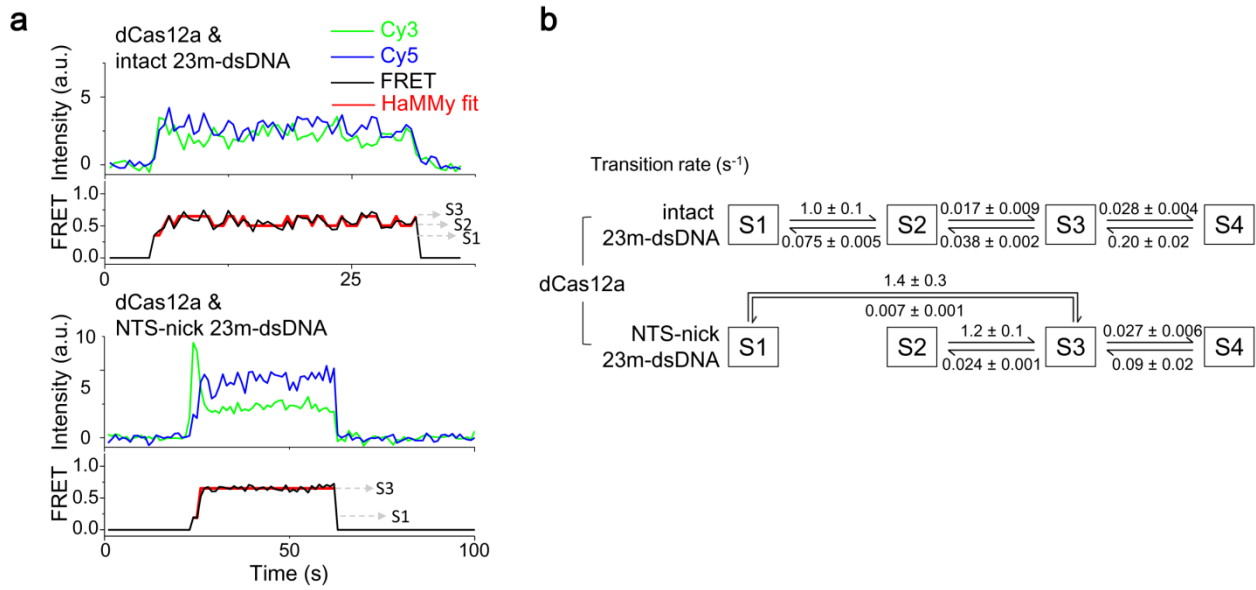 a
dCas12a &
intact 23m-dsDNA
Cy3
Cy5
FRET
HaMMy fit
Intensity (a.u.)
5
0
FRET
1.0
0.5
0.0
S3
S2
S1
0
25
dCas12a &
NTS-nick 23m-dsDNA
Intensity (a.u.)
10
5
0
FRET
1.0
0.5
0.0
S3
S1
0
50
100
Time (s)
b
Transition rate (s⁻¹)
dCas12a
intact
23m-dsDNA
S1
1.0 ± 0.1
0.075 ± 0.005
S2
0.017 ± 0.009
0.038 ± 0.002
S3
0.028 ± 0.004
0.20 ± 0.02
S4
1.4 ± 0.3
0.007 ± 0.001
NTS-nick
23m-dsDNA
S1
S2
1.2 ± 0.1
0.024 ± 0.001
S3
0.027 ± 0.006
0.09 ± 0.02
S4